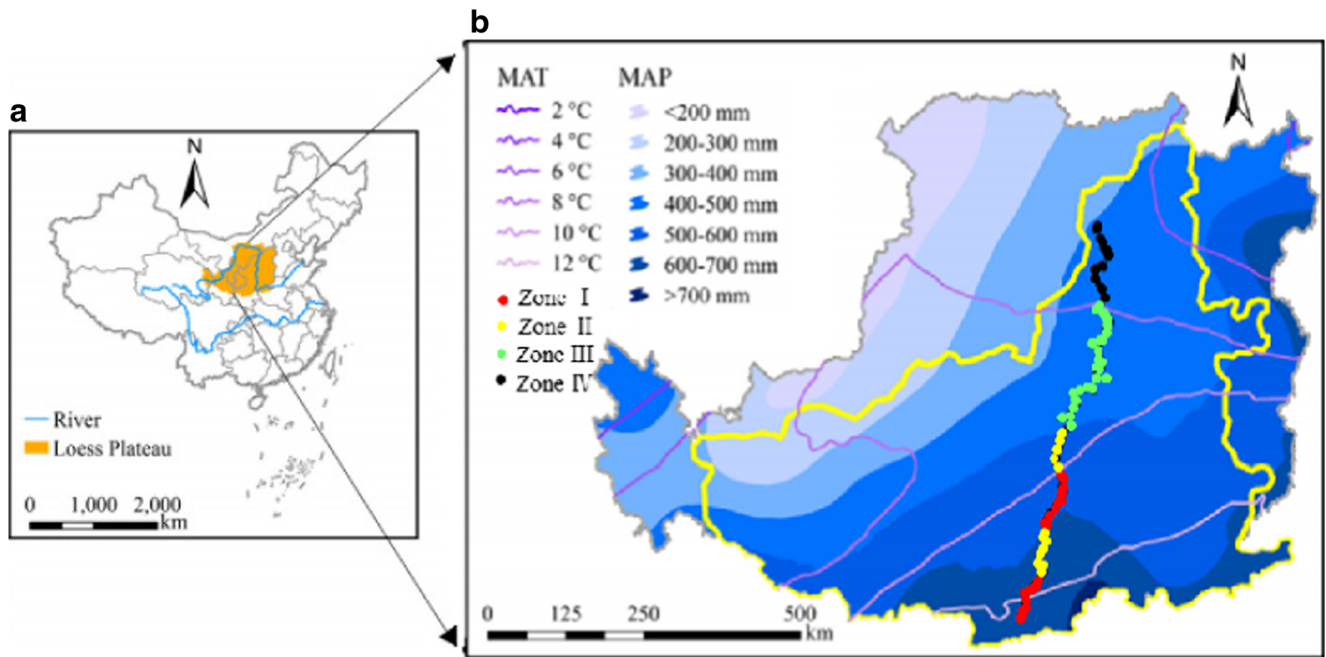 a
N
River
Loess Plateau
0 1,000 2,000
km
b
MAT MAP
2 °C <200 mm
4 °C 200-300 mm
6 °C 300-400 mm
8 °C 400-500 mm
10 °C 500-600 mm
12 °C 600-700 mm
>700 mm
Zone I
Zone II
Zone III
Zone IV
N
0 125 250 500
km